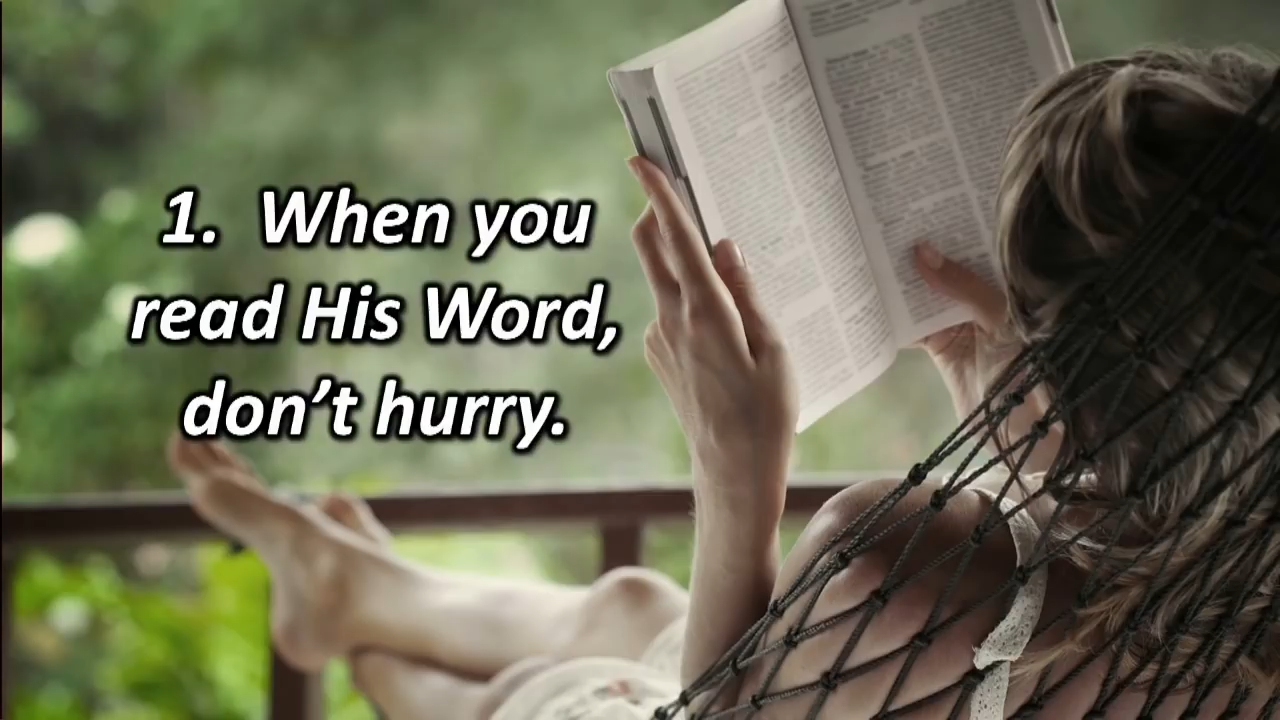 1.  When you
read His Word,
don’t hurry.